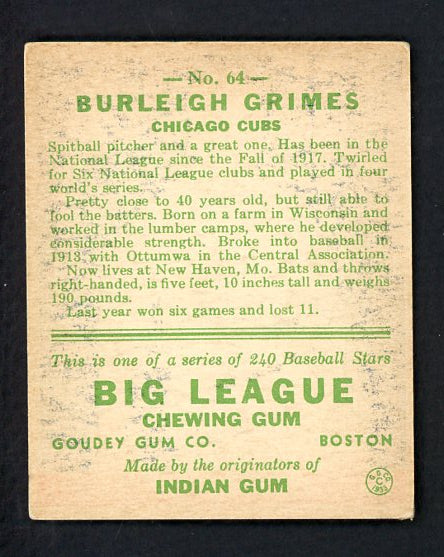 — No. 64 —
BURLEIGH GRIMES
CHICAGO CUBS
Spitball pitcher and a great one. Has been in the
National League since the Fall of 1917. Twirled
for Six National League clubs and played in four
world's series.
Pretty close to 40 years old, but still able to
fool the batters. Born on a farm in Wisconsin and
worked in the lumber camps, where he developed
considerable strength. Broke into baseball in
1913 with Ottumwa in the Central Association.
Now lives at New Haven, Mo. Bats and throws
right-handed, is five feet, 10 inches tall and weighs
190 pounds.
Last year won six games and lost 11.
This is one of a series of 240 Baseball Stars
BIG LEAGUE
CHEWING GUM
GOUDEY GUM CO. BOSTON
Made by the originators of
INDIAN GUM
G. G. CO.
C
1933